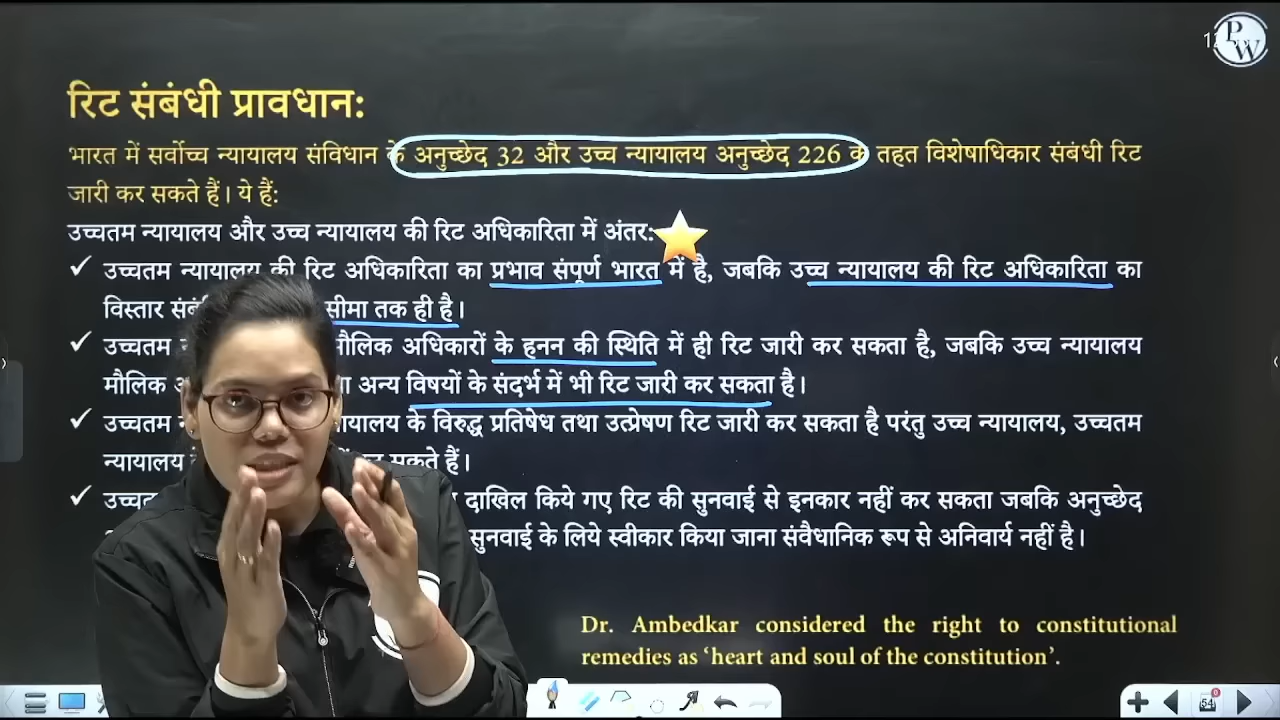 PW
रिट संबंधी प्रावधान:
भारत में सर्वोच्च न्यायालय संविधान के अनुच्छेद 32 और उच्च न्यायालय अनुच्छेद 226 के तहत विशेषाधिकार संबंधी रिट
जारी कर सकते हैं। ये हैं:
उच्चतम न्यायालय और उच्च न्यायालय की रिट अधिकारिता में अंतर:
✓ उच्चतम न्यायालय की रिट अधिकारिता का प्रभाव संपूर्ण भारत में है, जबकि उच्च न्यायालय की रिट अधिकारिता का
विस्तार सीमा तक ही है।
✓ उच्चतम मौलिक अधिकारों के हनन की स्थिति में ही रिट जारी कर सकता है, जबकि उच्च न्यायालय
मौलिक अन्य विषयों के संदर्भ में भी रिट जारी कर सकता है।
✓ उच्चतम के विरुद्ध प्रतिषेध तथा उत्प्रेषण रिट जारी कर सकता है परंतु उच्च न्यायालय, उच्चतम
न्यायालय सकते हैं।
✓ दाखिल किये गए रिट की सुनवाई से इनकार नहीं कर सकता जबकि अनुच्छेद
सुनवाई के लिये स्वीकार किया जाना संवैधानिक रूप से अनिवार्य नहीं है।
Dr. Ambedkar considered the right to constitutional
remedies as ‘heart and soul of the constitution’.
54